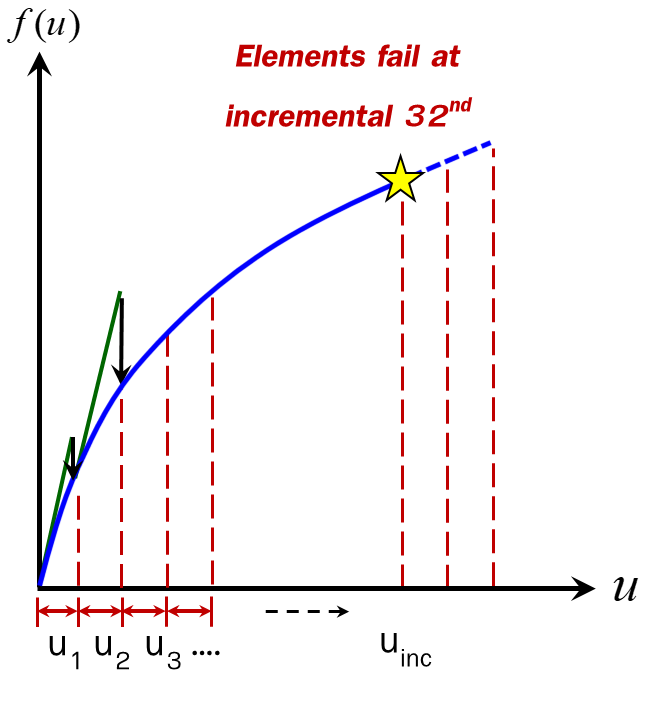 f(u)
Elements fail at
incremental 32nd
u
u1 u2 u3 ....
uinc